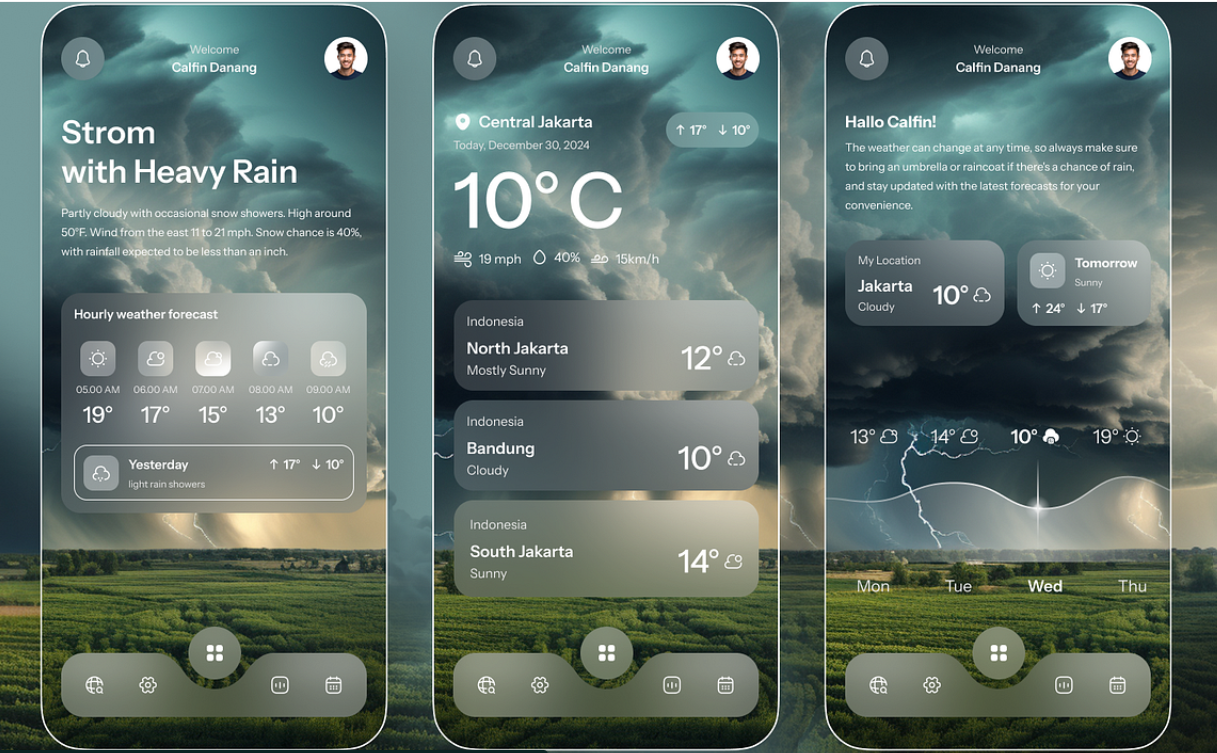 Welcome
Calfin Danang
Strom
with Heavy Rain
Partly cloudy with occasional snow showers. High around
50°F. Wind from the east 11 to 21 mph. Snow chance is 40%,
with rainfall expected to be less than an inch.
Hourly weather forecast
05.00 AM 06.00 AM 07.00 AM 08.00 AM 09.00 AM
19° 17° 15° 13° 10°
Yesterday
light rain showers
↑ 17° ↓ 10°
Welcome
Calfin Danang
Central Jakarta
Today, December 30, 2024
↑ 17° ↓ 10°
10°C
19 mph 40% 15km/h
Indonesia
North Jakarta
Mostly Sunny
12°
Indonesia
Bandung
Cloudy
10°
Indonesia
South Jakarta
Sunny
14°
Welcome
Calfin Danang
Hallo Calfin!
The weather can change at any time, so always make sure
to bring an umbrella or raincoat if there's a chance of rain,
and stay updated with the latest forecasts for your
convenience.
My Location
Jakarta
Cloudy
10°
Tomorrow
Sunny
↑ 24° ↓ 17°
13° 14° 10° 19°
Mon Tue Wed Thu